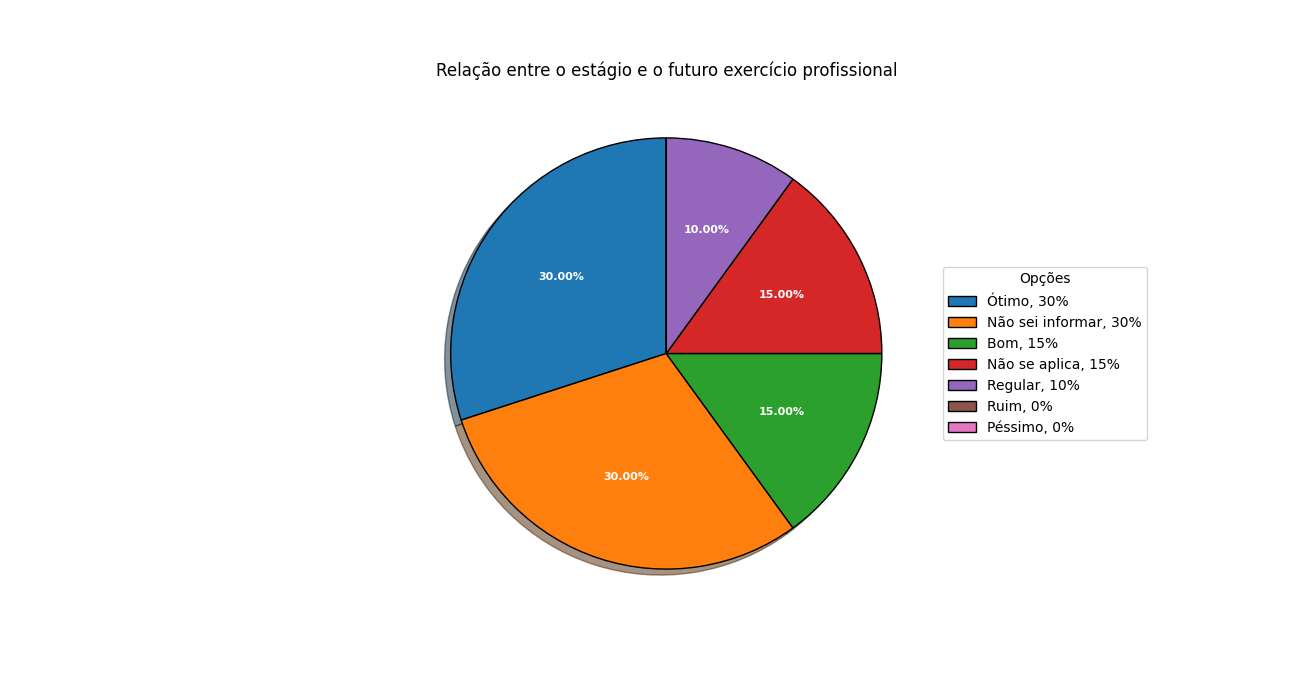 Relação entre o estágio e o futuro exercício profissional
10.00%
30.00%
15.00%
15.00%
30.00%
Opções
Ótimo, 30%
Não sei informar, 30%
Bom, 15%
Não se aplica, 15%
Regular, 10%
Ruim, 0%
Péssimo, 0%